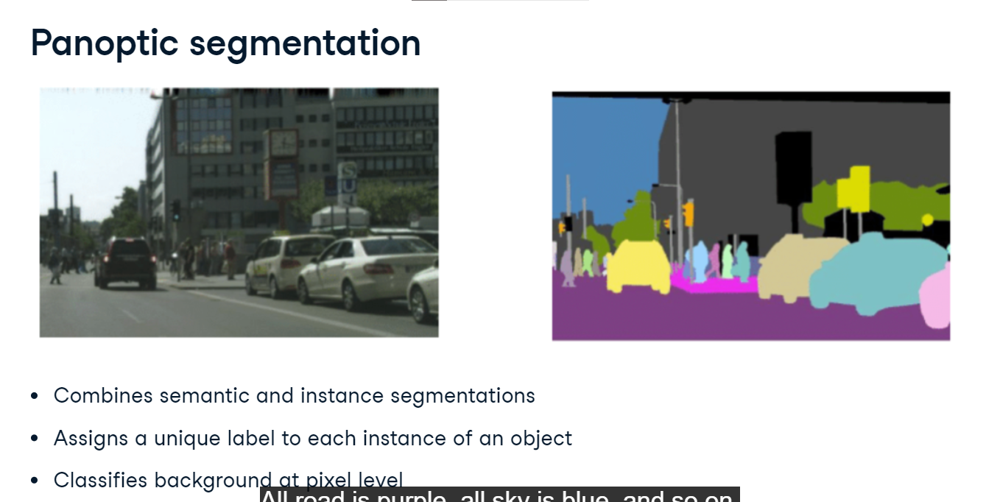 Panoptic segmentation
S
U
• Combines semantic and instance segmentations
• Assigns a unique label to each instance of an object
• Classifies background at pixel level
All road is purple, all sky is blue, and so on.